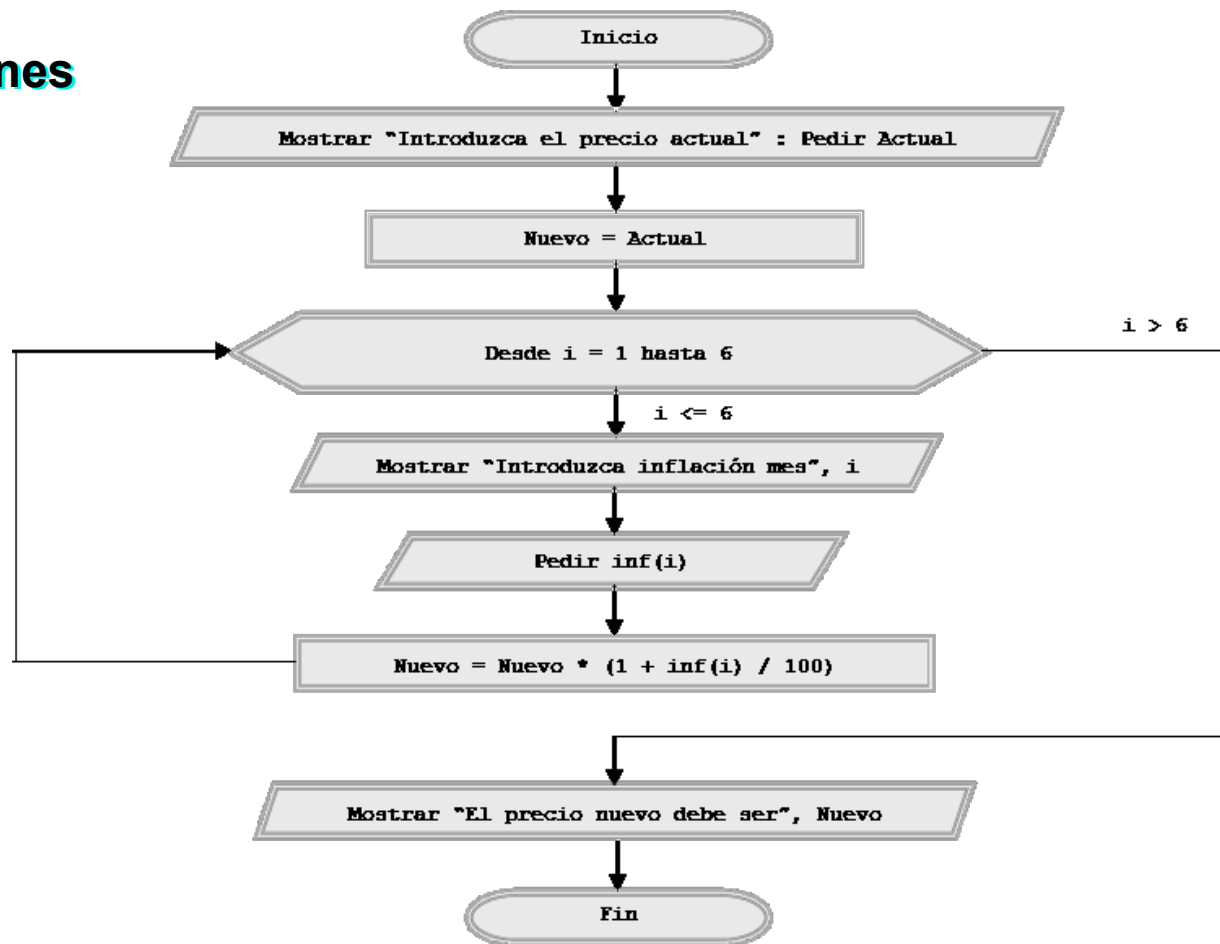 nes
Inicio
Mostrar "Introduzca el precio actual" : Pedir Actual
Nuevo = Actual
i > 6
Desde i = 1 hasta 6
i <= 6
Mostrar "Introduzca inflación mes", i
Pedir inf(i)
Nuevo = Nuevo * (1 + inf(i) / 100)
Mostrar "El precio nuevo debe ser", Nuevo
Fin